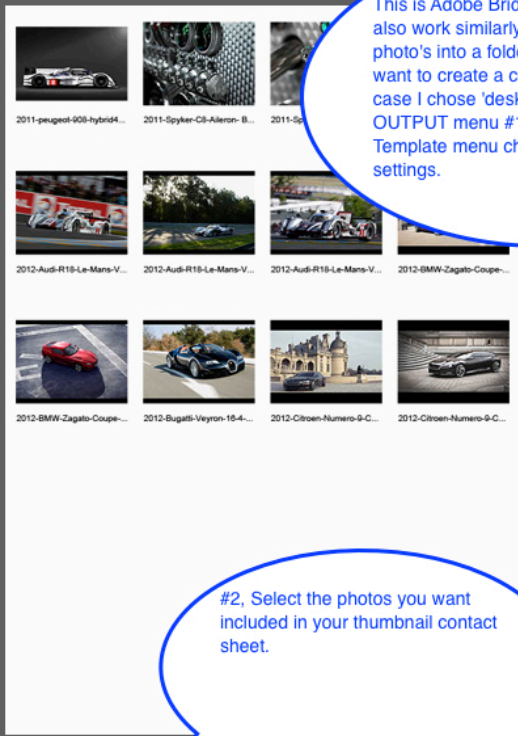 This is Adobe Brid
also work similarly
photo's into a folde
want to create a c
case I chose 'desk
OUTPUT menu #1
Template menu ch
settings.
2011-peugeot-908-hybrid4...
2011-Spyker-C8-Aileron- B...
2011-Sp
2012-Audi-R18-Le-Mans-V...
2012-Audi-R18-Le-Mans-V...
2012-Audi-R18-Le-Mans-V...
2012-BMW-Zagato-Coupe-...
2012-BMW-Zagato-Coupe-...
2012-Bugatti-Veyron-16-4-...
2012-Citroen-Numero-9-C...
2012-Citroen-Numero-9-C...
#2, Select the photos you want
included in your thumbnail contact
sheet.